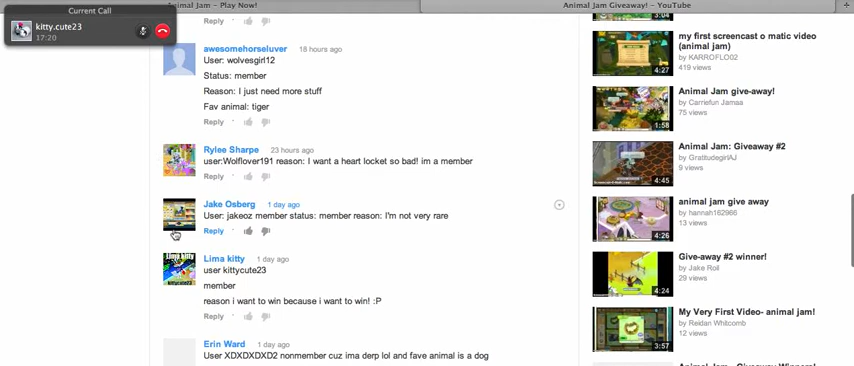 Animal Jam – Play Now!
Animal Jam Giveaway! – YouTube
Current Call
kitty.cute23
17:20
Reply
awesomehorseluver 18 hours ago
User: wolvesgirl12
Status: member
Reason: I just need more stuff
Fav animal: tiger
Reply
Rylee Sharpe 23 hours ago
user:Wolflover191 reason: I want a heart locket so bad! im a member
Reply
Jake Osberg 1 day ago
User: jakeoz member status: member reason: I'm not very rare
Reply
Lima kitty 1 day ago
user kittycute23
member
reason i want to win because i want to win! :P
Reply
Erin Ward 1 day ago
User XDXDXDXD2 nonmember cuz ima derp lol and fave animal is a dog
3:04
my first screencast o matic video
(animal jam)
by KARROFLO02
419 views
4:27
Animal Jam give-away!
by Carriefun Jamaa
75 views
1:58
Animal Jam: Giveaway #2
by GratitudegirlAJ
9 views
4:45
animal jam give away
by hannah162966
13 views
4:26
Give-away #2 winner!
by Jake Roil
29 views
4:24
My Very First Video- animal jam!
by Reidan Whitcomb
12 views
3:57